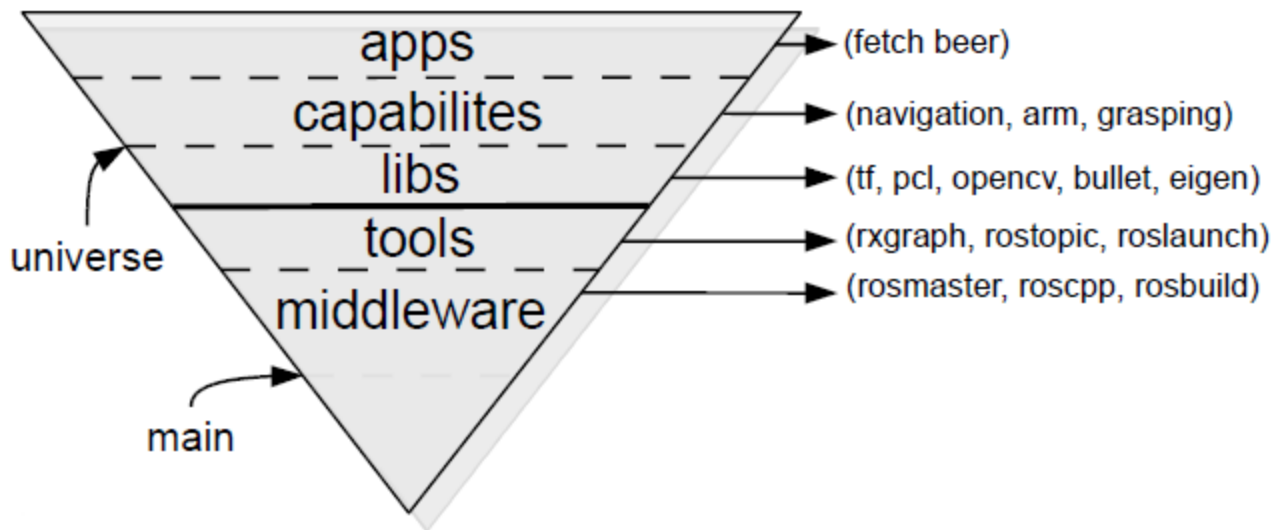 apps (fetch beer)
capabilites (navigation, arm, grasping)
libs (tf, pcl, opencv, bullet, eigen)
universe
tools (rxgraph, rostopic, roslaunch)
middleware (rosmaster, roscpp, rosbuild)
main